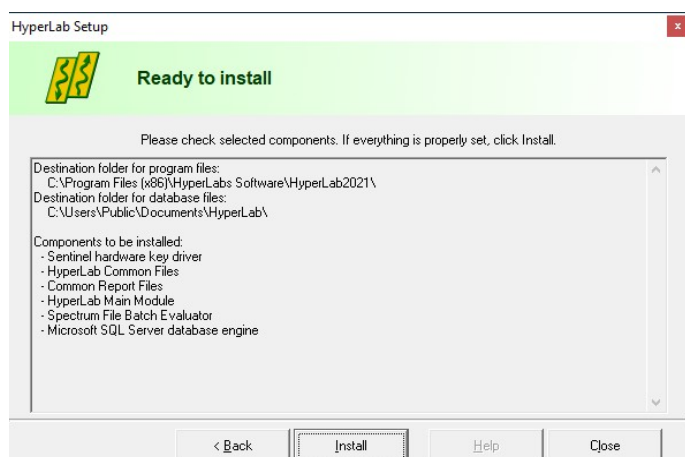 HyperLab Setup
x
Ready to install
Please check selected components. If everything is properly set, click Install.
Destination folder for program files:
C:\Program Files (x86)\HyperLabs Software\HyperLab2021\
Destination folder for database files:
C:\Users\Public\Documents\HyperLab\
Components to be installed:
- Sentinel hardware key driver
- HyperLab Common Files
- Common Report Files
- HyperLab Main Module
- Spectrum File Batch Evaluator
- Microsoft SQL Server database engine
< Back Install Help Close